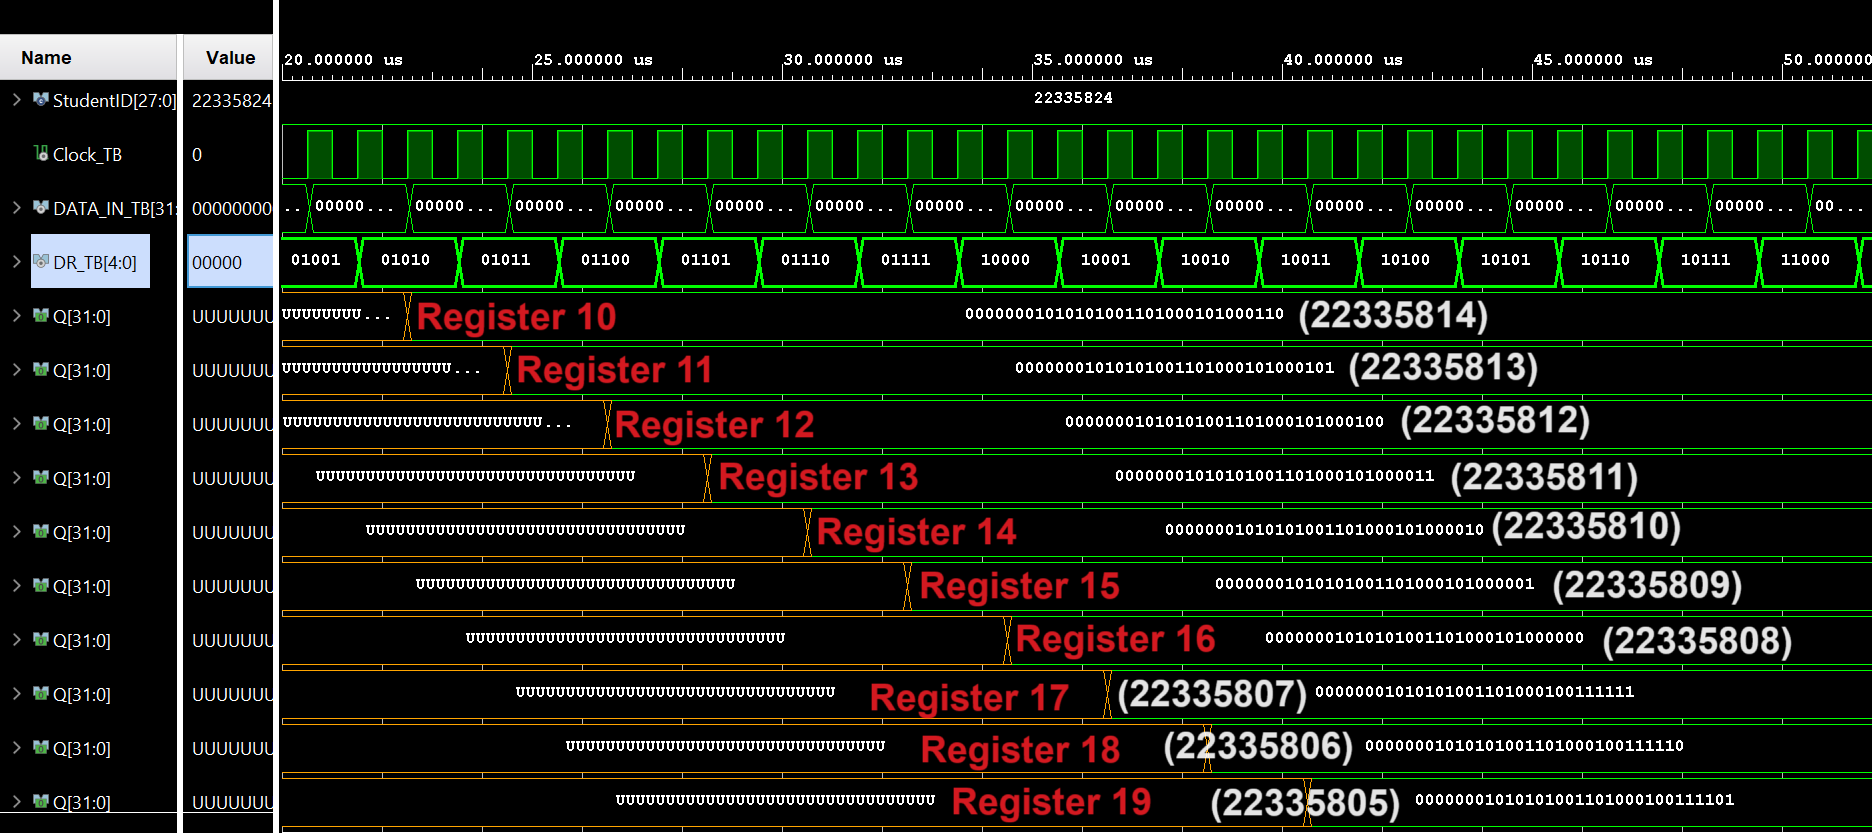 Name Value 20.000000 us 25.000000 us 30.000000 us 35.000000 us 40.000000 us 45.000000 us 50.00000
StudentID[27:0] 22335824 22335824
Clock_TB 0
DATA_IN_TB[31: 00000000 ... 00000... 00000... 00000... 00000... 00000... 00000... 00000... 00000... 00000... 00000... 00000... 00000... 00000... 00000... 00...
DR_TB[4:0] 00000 01001 01010 01011 01100 01101 01110 01111 10000 10001 10010 10011 10100 10101 10110 10111 11000
Q[31:0] UUUUUUU UUUUUUUU... Register 10 00000001010101001101000101000110 (22335814)
Q[31:0] UUUUUUU UUUUUUUUUUUUUUUUU... Register 11 00000001010101001101000101000101 (22335813)
Q[31:0] UUUUUUU UUUUUUUUUUUUUUUUUUUUUUUUUU... Register 12 00000001010101001101000101000100 (22335812)
Q[31:0] UUUUUUU UUUUUUUUUUUUUUUUUUUUUUUUUUUUUUUU Register 13 00000001010101001101000101000011 (22335811)
Q[31:0] UUUUUUU UUUUUUUUUUUUUUUUUUUUUUUUUUUUUUUU Register 14 00000001010101001101000101000010 (22335810)
Q[31:0] UUUUUUU UUUUUUUUUUUUUUUUUUUUUUUUUUUUUUUU Register 15 00000001010101001101000101000001 (22335809)
Q[31:0] UUUUUUU UUUUUUUUUUUUUUUUUUUUUUUUUUUUUUUU Register 16 00000001010101001101000101000000 (22335808)
Q[31:0] UUUUUUU UUUUUUUUUUUUUUUUUUUUUUUUUUUUUUUU Register 17 (22335807) 00000001010101001101000100111111
Q[31:0] UUUUUUU UUUUUUUUUUUUUUUUUUUUUUUUUUUUUUUU Register 18 (22335806) 00000001010101001101000100111110
Q[31:0] UUUUUUU UUUUUUUUUUUUUUUUUUUUUUUUUUUUUUUU Register 19 (22335805) 00000001010101001101000100111101